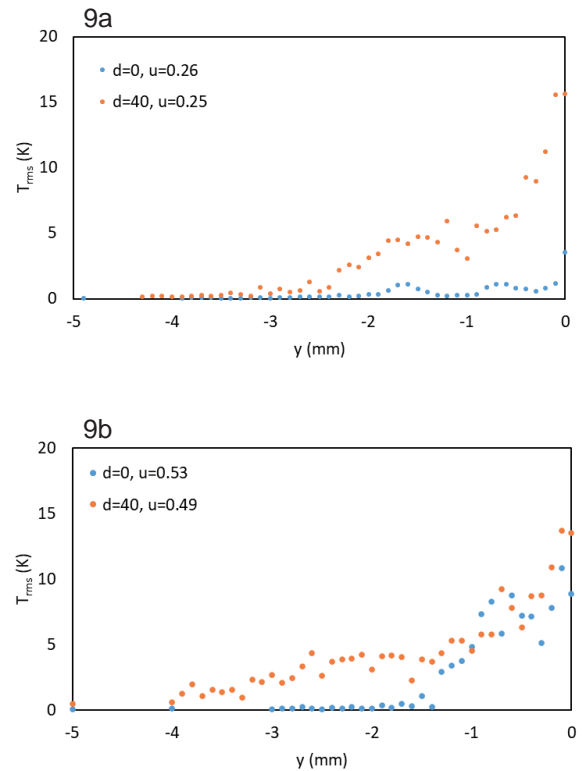 9a
20
15
10
5
0
T_rms (K)
d=0, u=0.26
d=40, u=0.25
-5 -4 -3 -2 -1 0
y (mm)
9b
20
15
10
5
0
T_rms (K)
d=0, u=0.53
d=40, u=0.49
-5 -4 -3 -2 -1 0
y (mm)